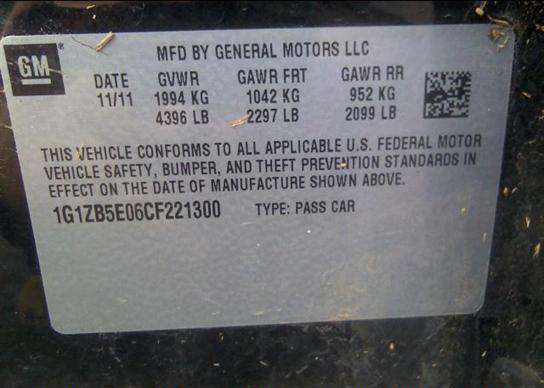 GM ®
MFD BY GENERAL MOTORS LLC
DATE GVWR GAWR FRT GAWR RR
11/11 1994 KG 1042 KG 952 KG
4396 LB 2297 LB 2099 LB
THIS VEHICLE CONFORMS TO ALL APPLICABLE U.S. FEDERAL MOTOR
VEHICLE SAFETY, BUMPER, AND THEFT PREVENTION STANDARDS IN
EFFECT ON THE DATE OF MANUFACTURE SHOWN ABOVE.
1G1ZB5E06CF221300 TYPE: PASS CAR